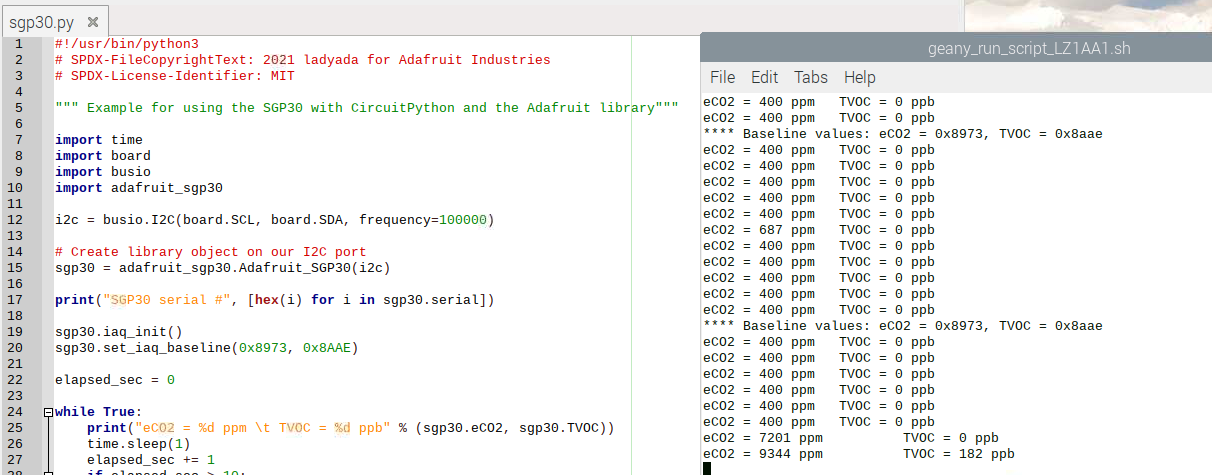 sgp30.py
1 #!/usr/bin/python3
2 # SPDX-FileCopyrightText: 2021 ladyada for Adafruit Industries
3 # SPDX-License-Identifier: MIT
4
5 """ Example for using the SGP30 with CircuitPython and the Adafruit library"""
6
7 import time
8 import board
9 import busio
10 import adafruit_sgp30
11
12 i2c = busio.I2C(board.SCL, board.SDA, frequency=100000)
13
14 # Create library object on our I2C port
15 sgp30 = adafruit_sgp30.Adafruit_SGP30(i2c)
16
17 print("SGP30 serial #", [hex(i) for i in sgp30.serial])
18
19 sgp30.iaq_init()
20 sgp30.set_iaq_baseline(0x8973, 0x8AAE)
21
22 elapsed_sec = 0
23
24 while True:
25     print("eCO2 = %d ppm \t TVOC = %d ppb" % (sgp30.eCO2, sgp30.TVOC))
26     time.sleep(1)
27     elapsed_sec += 1
28     if elapsed_sec > 10:
geany_run_script_LZ1AA1.sh
File Edit Tabs Help
eCO2 = 400 ppm   TVOC = 0 ppb
eCO2 = 400 ppm   TVOC = 0 ppb
**** Baseline values: eCO2 = 0x8973, TVOC = 0x8aae
eCO2 = 400 ppm   TVOC = 0 ppb
eCO2 = 400 ppm   TVOC = 0 ppb
eCO2 = 400 ppm   TVOC = 0 ppb
eCO2 = 400 ppm   TVOC = 0 ppb
eCO2 = 400 ppm   TVOC = 0 ppb
eCO2 = 687 ppm   TVOC = 0 ppb
eCO2 = 400 ppm   TVOC = 0 ppb
eCO2 = 400 ppm   TVOC = 0 ppb
eCO2 = 400 ppm   TVOC = 0 ppb
eCO2 = 400 ppm   TVOC = 0 ppb
eCO2 = 400 ppm   TVOC = 0 ppb
**** Baseline values: eCO2 = 0x8973, TVOC = 0x8aae
eCO2 = 400 ppm   TVOC = 0 ppb
eCO2 = 400 ppm   TVOC = 0 ppb
eCO2 = 400 ppm   TVOC = 0 ppb
eCO2 = 400 ppm   TVOC = 0 ppb
eCO2 = 400 ppm   TVOC = 0 ppb
eCO2 = 400 ppm   TVOC = 0 ppb
eCO2 = 7201 ppm          TVOC = 0 ppb
eCO2 = 9344 ppm          TVOC = 182 ppb